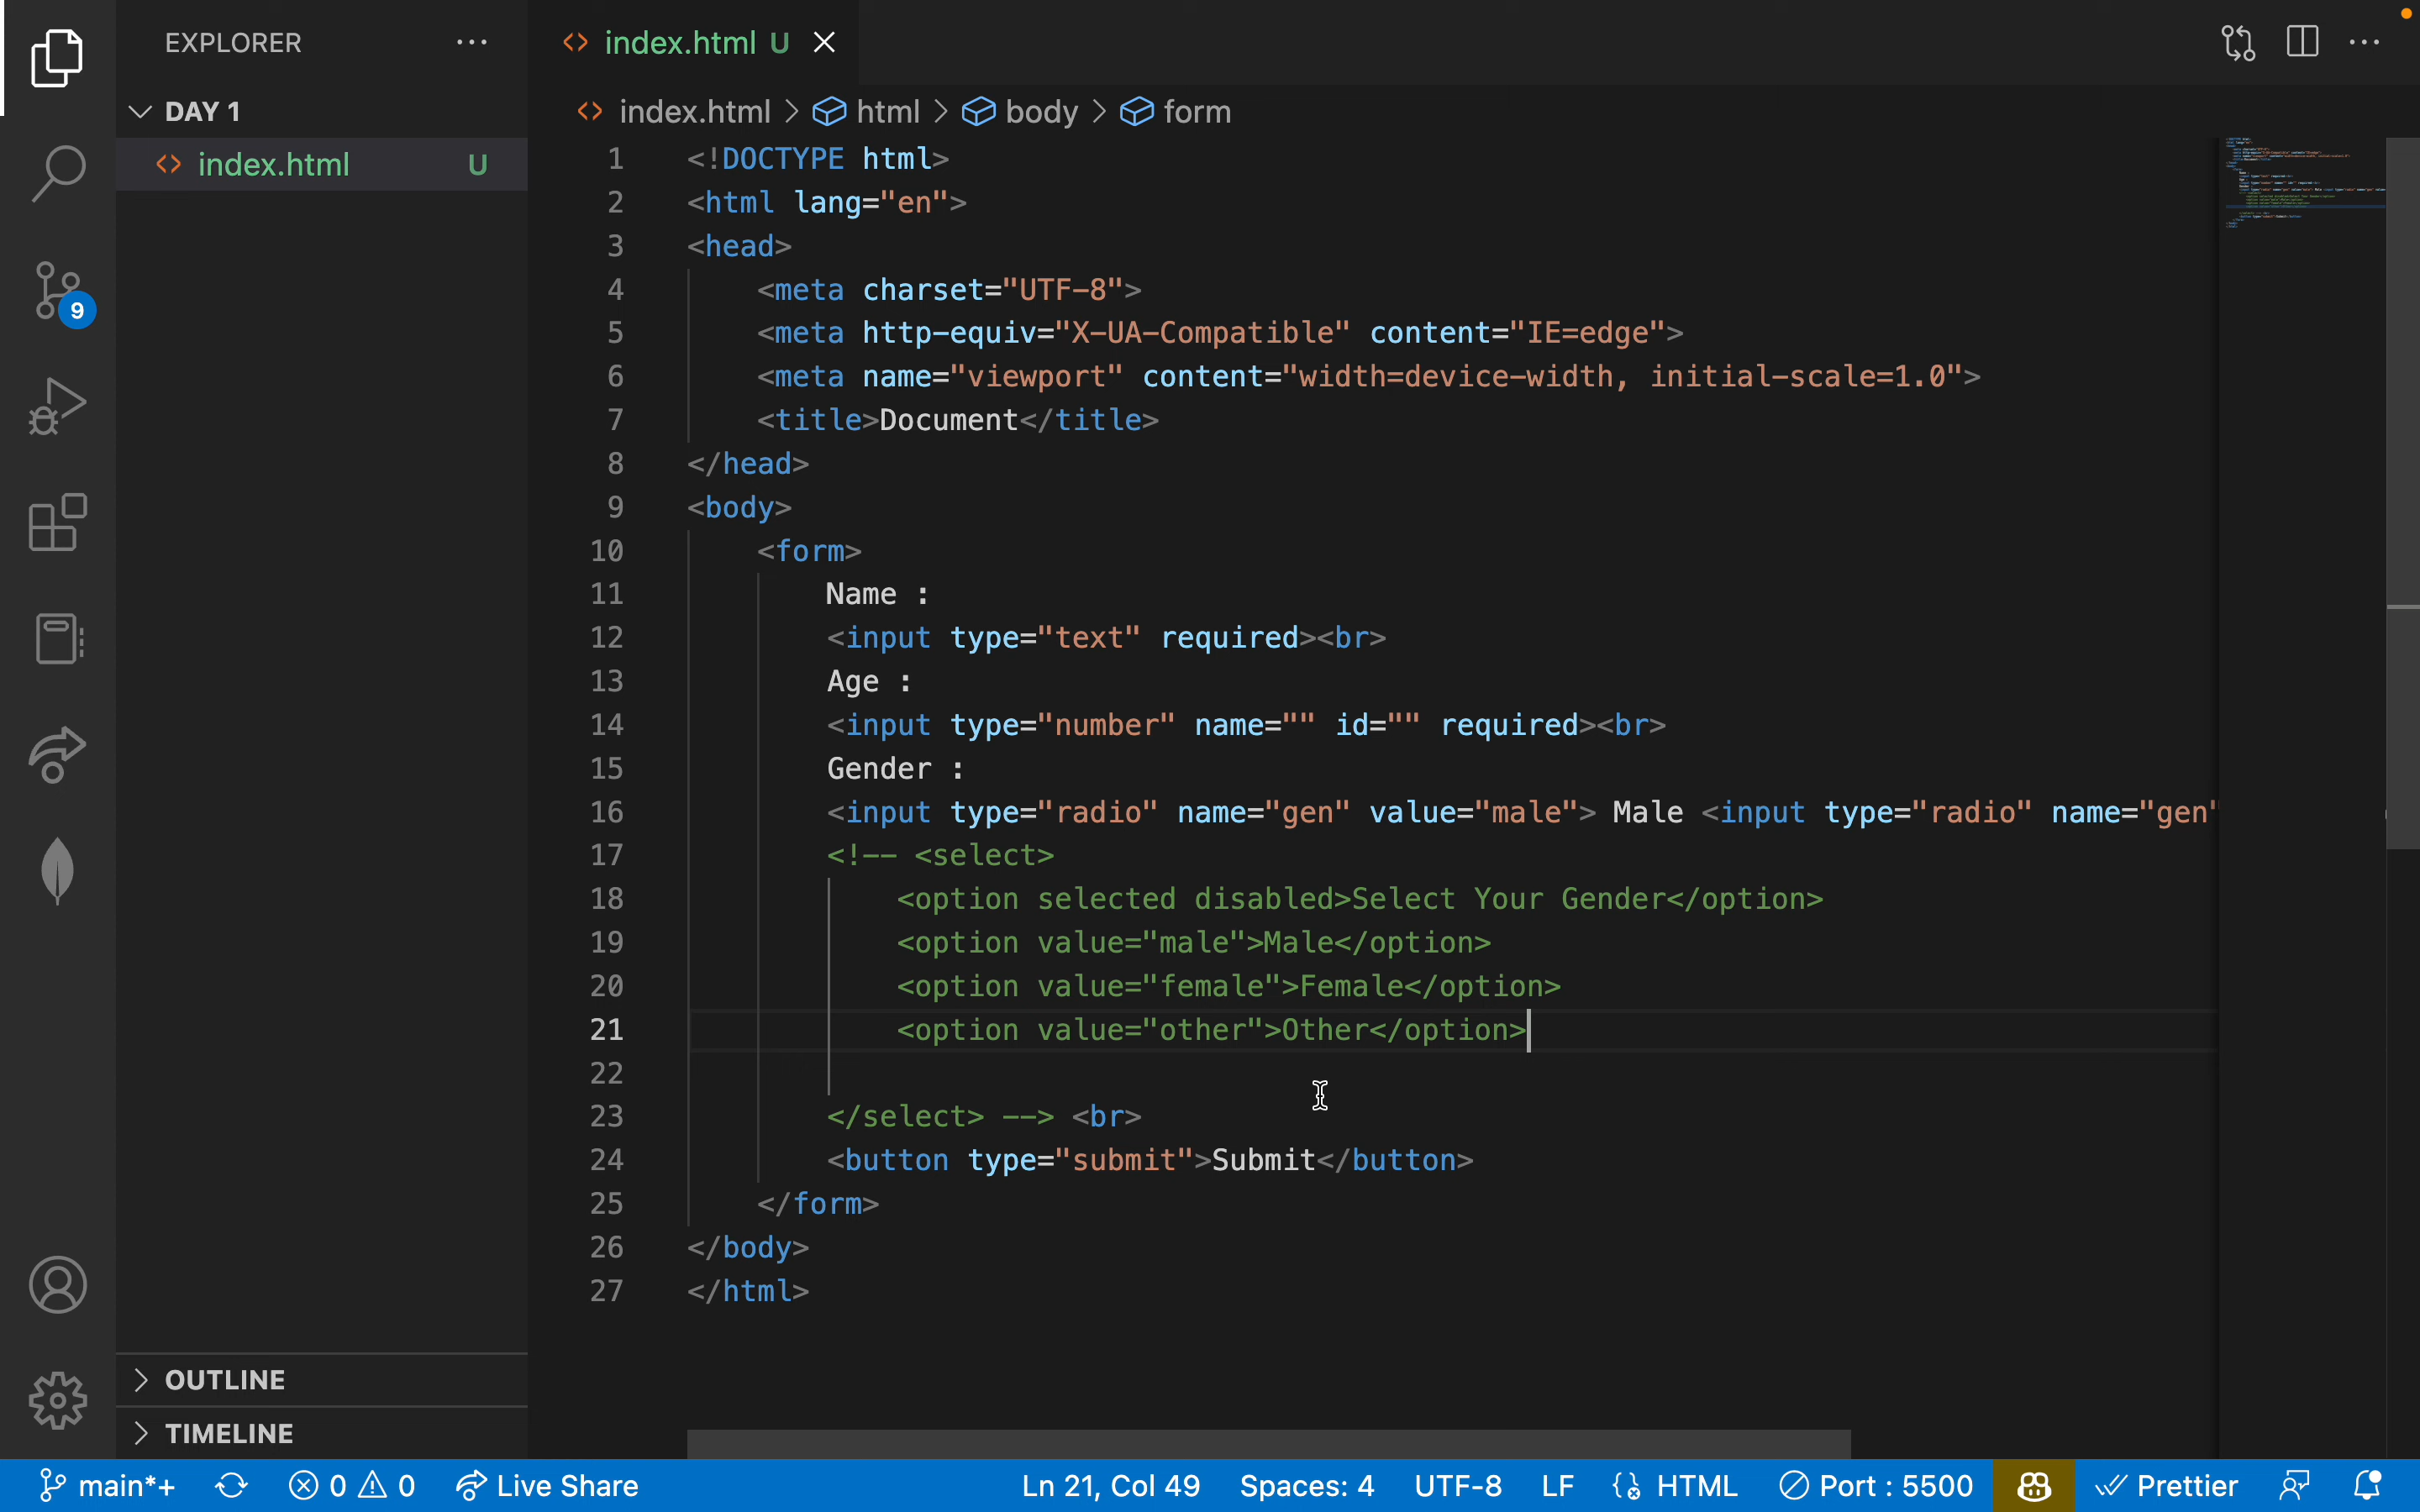 EXPLORER
index.html U
DAY 1
index.html > html > body > form
index.html U
9
1 <!DOCTYPE html>
2 <html lang="en">
3 <head>
4 <meta charset="UTF-8">
5 <meta http-equiv="X-UA-Compatible" content="IE=edge">
6 <meta name="viewport" content="width=device-width, initial-scale=1.0">
7 <title>Document</title>
8 </head>
9 <body>
10 <form>
11 Name :
12 <input type="text" required><br>
13 Age :
14 <input type="number" name="" id="" required><br>
15 Gender :
16 <input type="radio" name="gen" value="male"> Male <input type="radio" name="gen"
17 <!-- <select>
18 <option selected disabled>Select Your Gender</option>
19 <option value="male">Male</option>
20 <option value="female">Female</option>
21 <option value="other">Other</option>
22
23 </select> --> <br>
24 <button type="submit">Submit</button>
25 </form>
26 </body>
27 </html>
OUTLINE
TIMELINE
main*+ 0 0 Live Share Ln 21, Col 49 Spaces: 4 UTF-8 LF HTML Port : 5500 Prettier